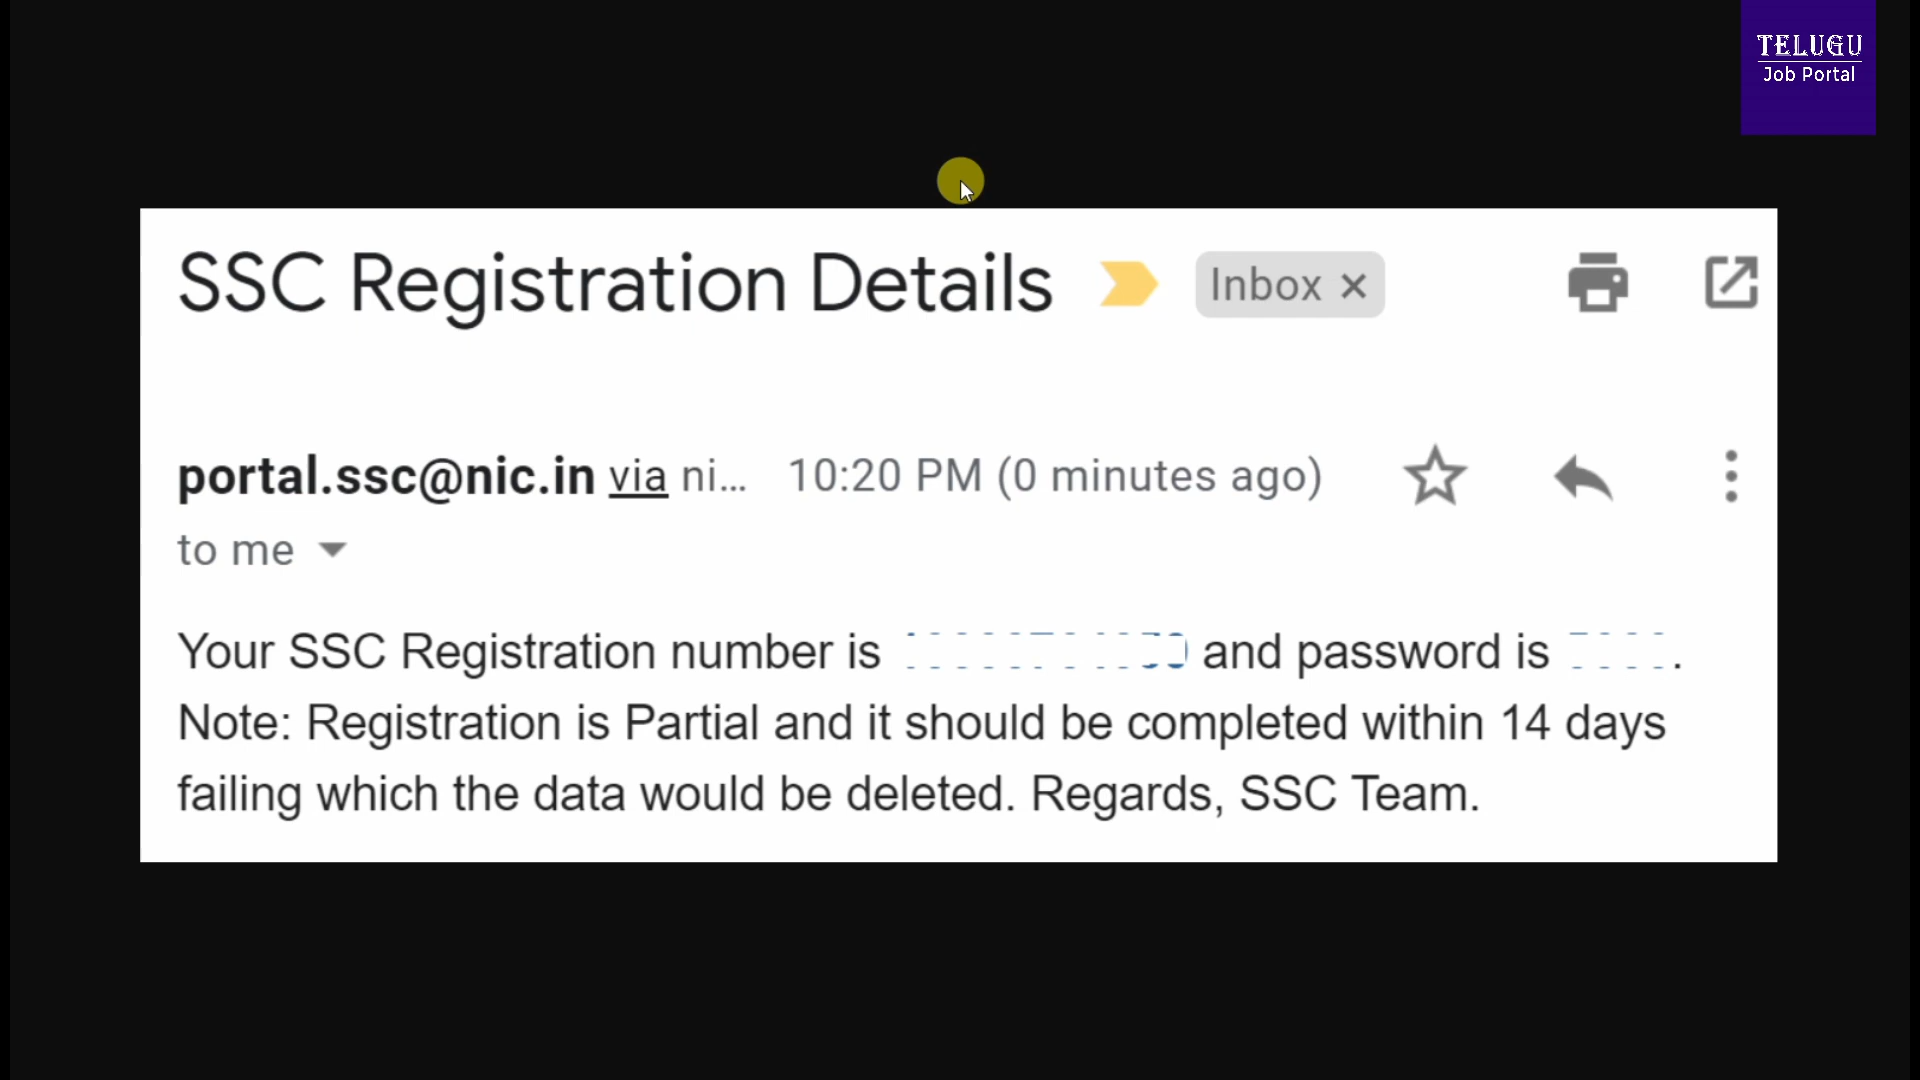 TELUGU
Job Portal
SSC Registration Details Inbox ×
portal.ssc@nic.in via ni... 10:20 PM (0 minutes ago)
to me
Your SSC Registration number is and password is .
Note: Registration is Partial and it should be completed within 14 days
failing which the data would be deleted. Regards, SSC Team.